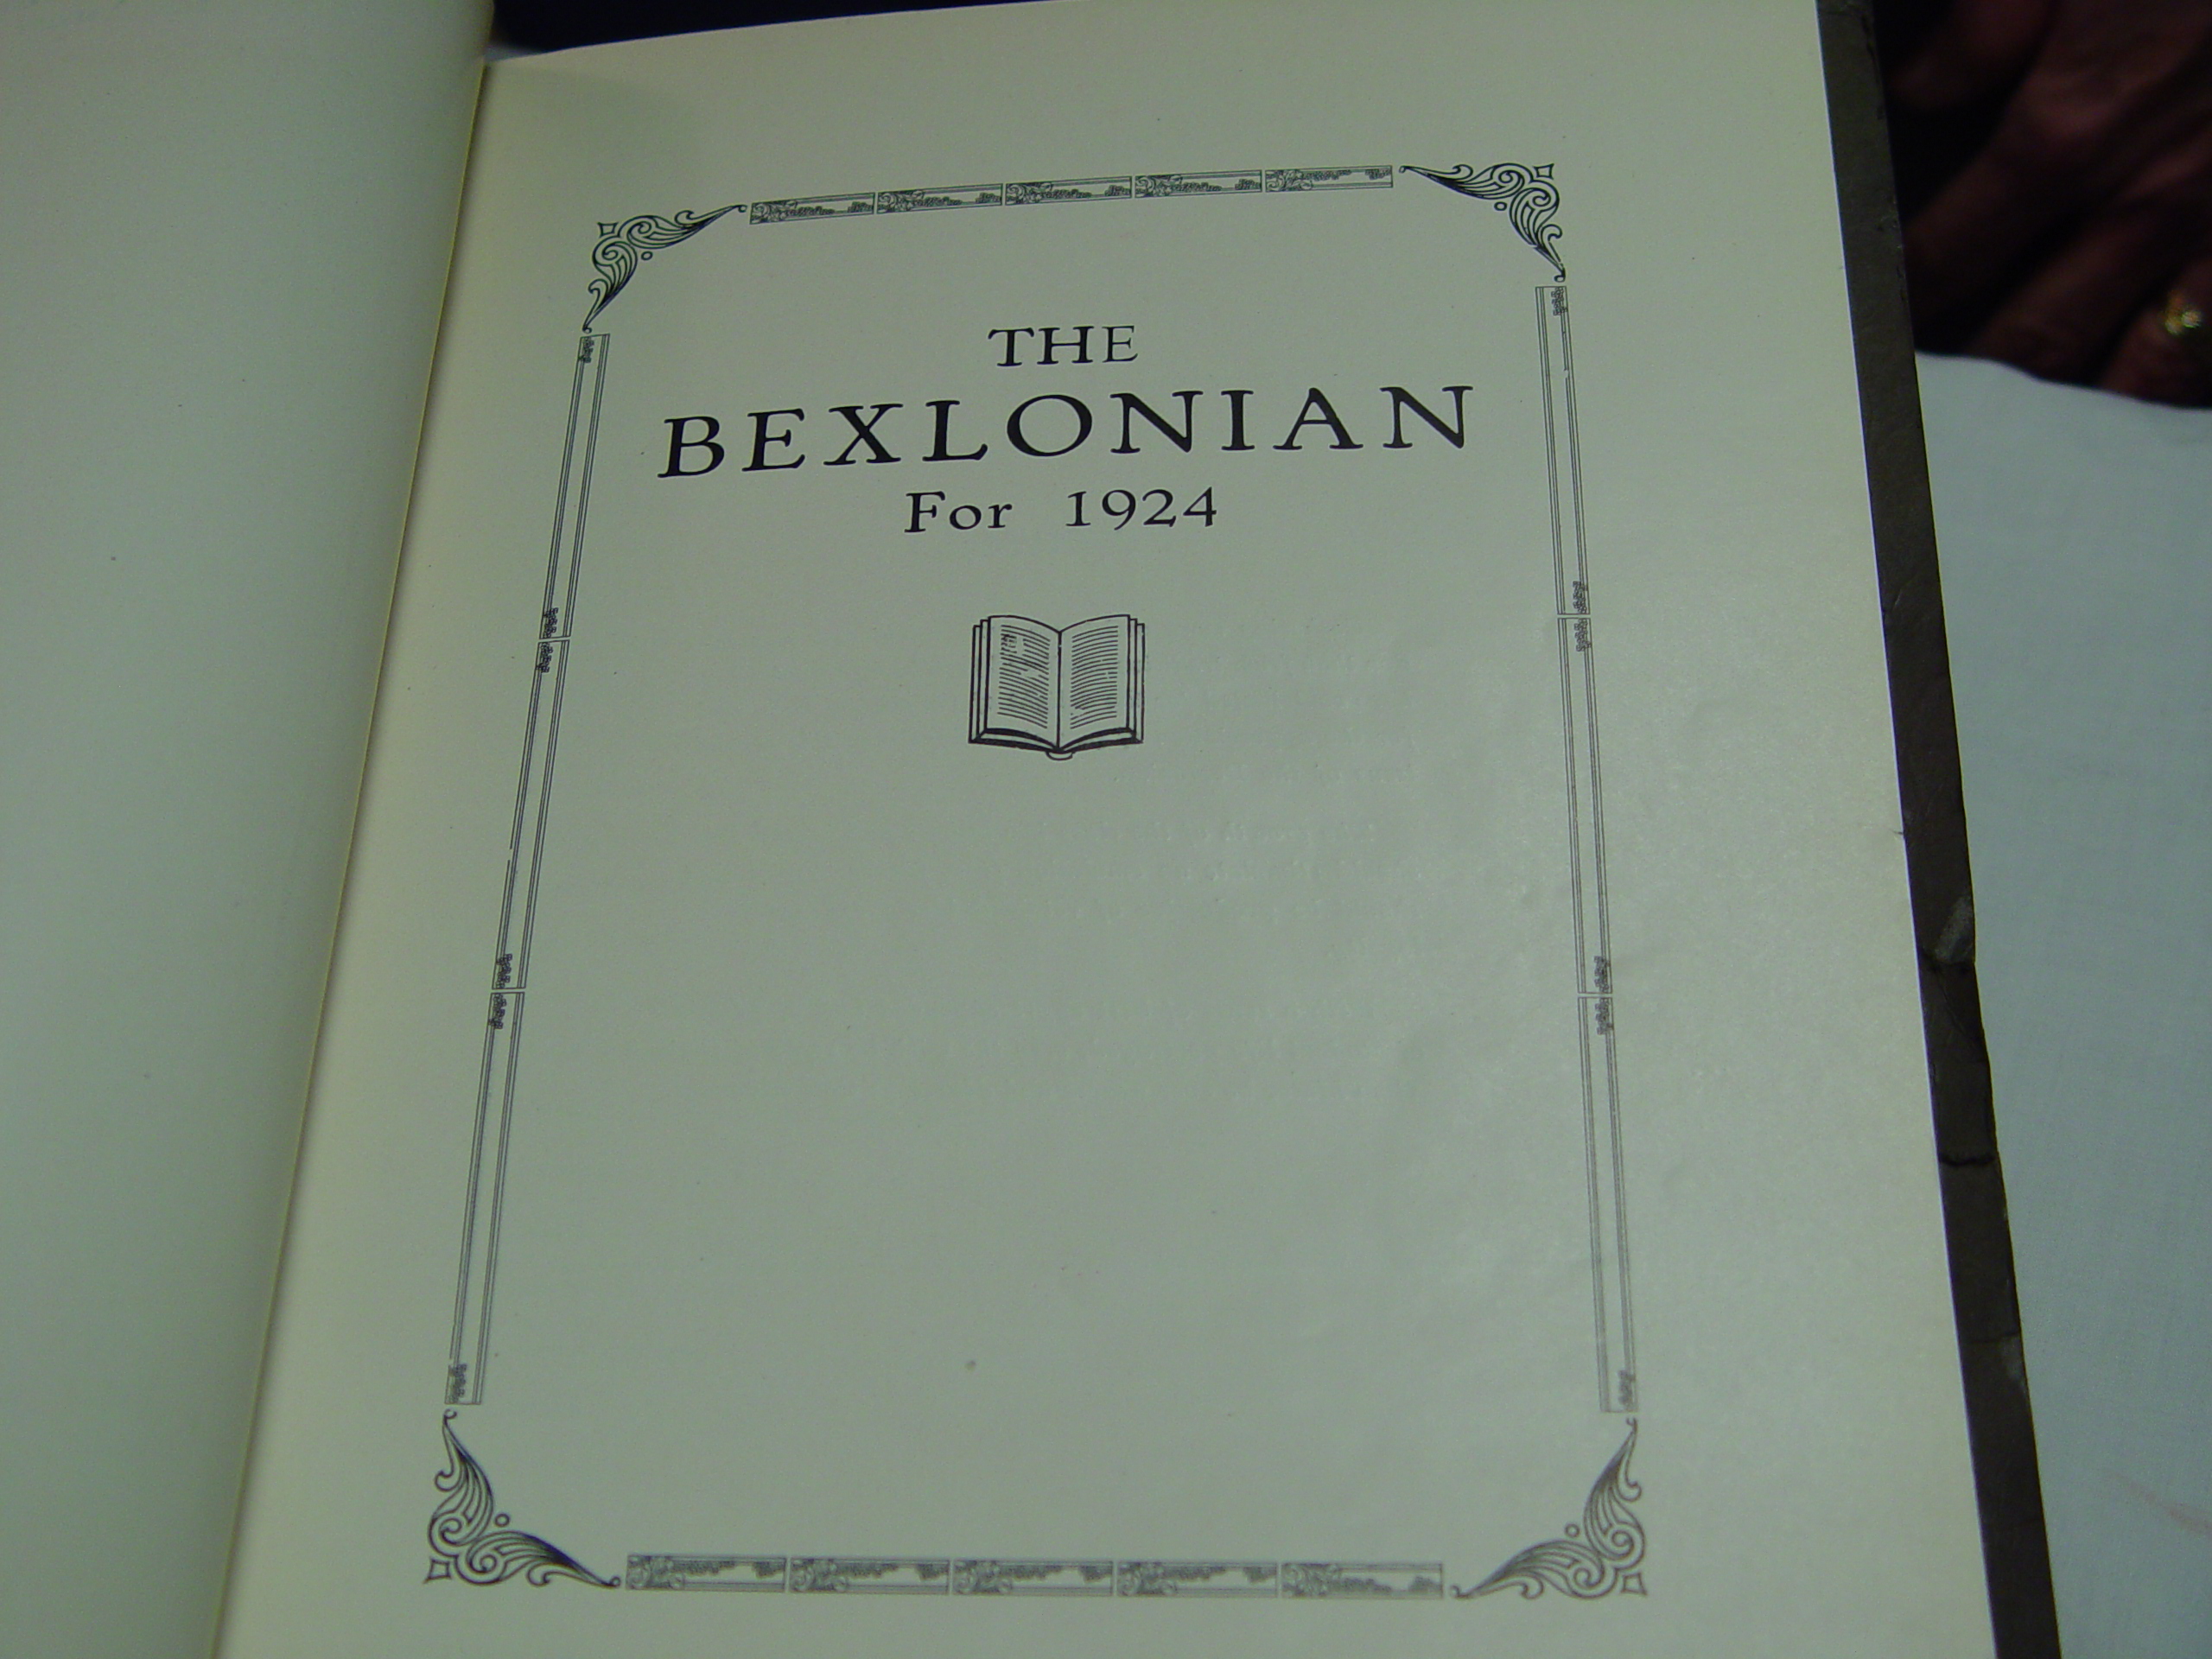 THE
BEXLONIAN
For 1924